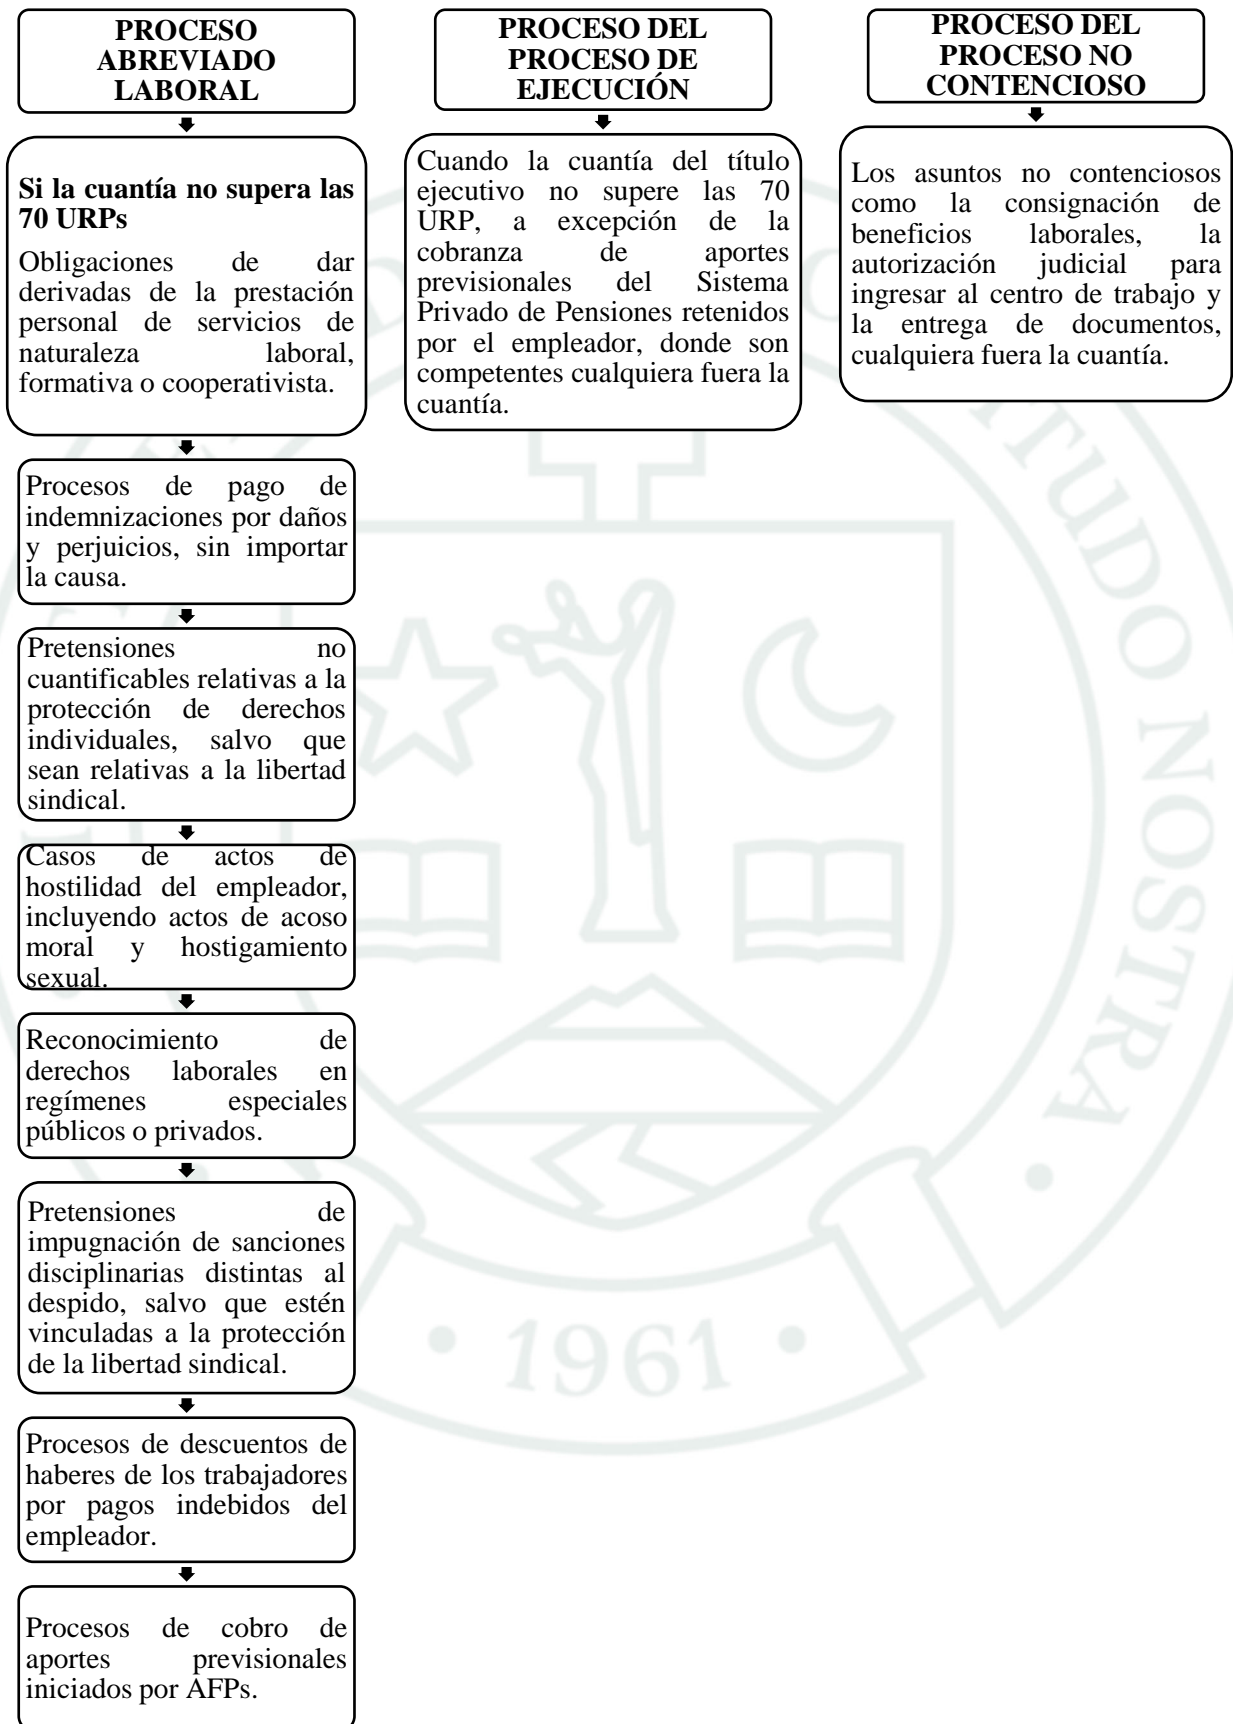 PROCESO
ABREVIADO
LABORAL
Si la cuantía no supera las
70 URPs
Obligaciones de dar
derivadas de la prestación
personal de servicios de
naturaleza laboral,
formativa o cooperativista.
Procesos de pago de
indemnizaciones por daños
y perjuicios, sin importar
la causa.
Pretensiones no
cuantificables relativas a la
protección de derechos
individuales, salvo que
sean relativas a la libertad
sindical.
Casos de actos de
hostilidad del empleador,
incluyendo actos de acoso
moral y hostigamiento
sexual.
Reconocimiento de
derechos laborales en
regímenes especiales
públicos o privados.
Pretensiones de
impugnación de sanciones
disciplinarias distintas al
despido, salvo que estén
vinculadas a la protección
de la libertad sindical.
Procesos de descuentos de
haberes de los trabajadores
por pagos indebidos del
empleador.
Procesos de cobro de
aportes previsionales
iniciados por AFPs.
PROCESO DEL
PROCESO DE
EJECUCIÓN
Cuando la cuantía del título
ejecutivo no supere las 70
URP, a excepción de la
cobranza de aportes
previsionales del Sistema
Privado de Pensiones retenidos
por el empleador, donde son
competentes cualquiera fuera la
cuantía.
PROCESO DEL
PROCESO NO
CONTENCIOSO
Los asuntos no contenciosos
como la consignación de
beneficios laborales, la
autorización judicial para
ingresar al centro de trabajo y
la entrega de documentos,
cualquiera fuera la cuantía.
NOSTRA
• 1961 •